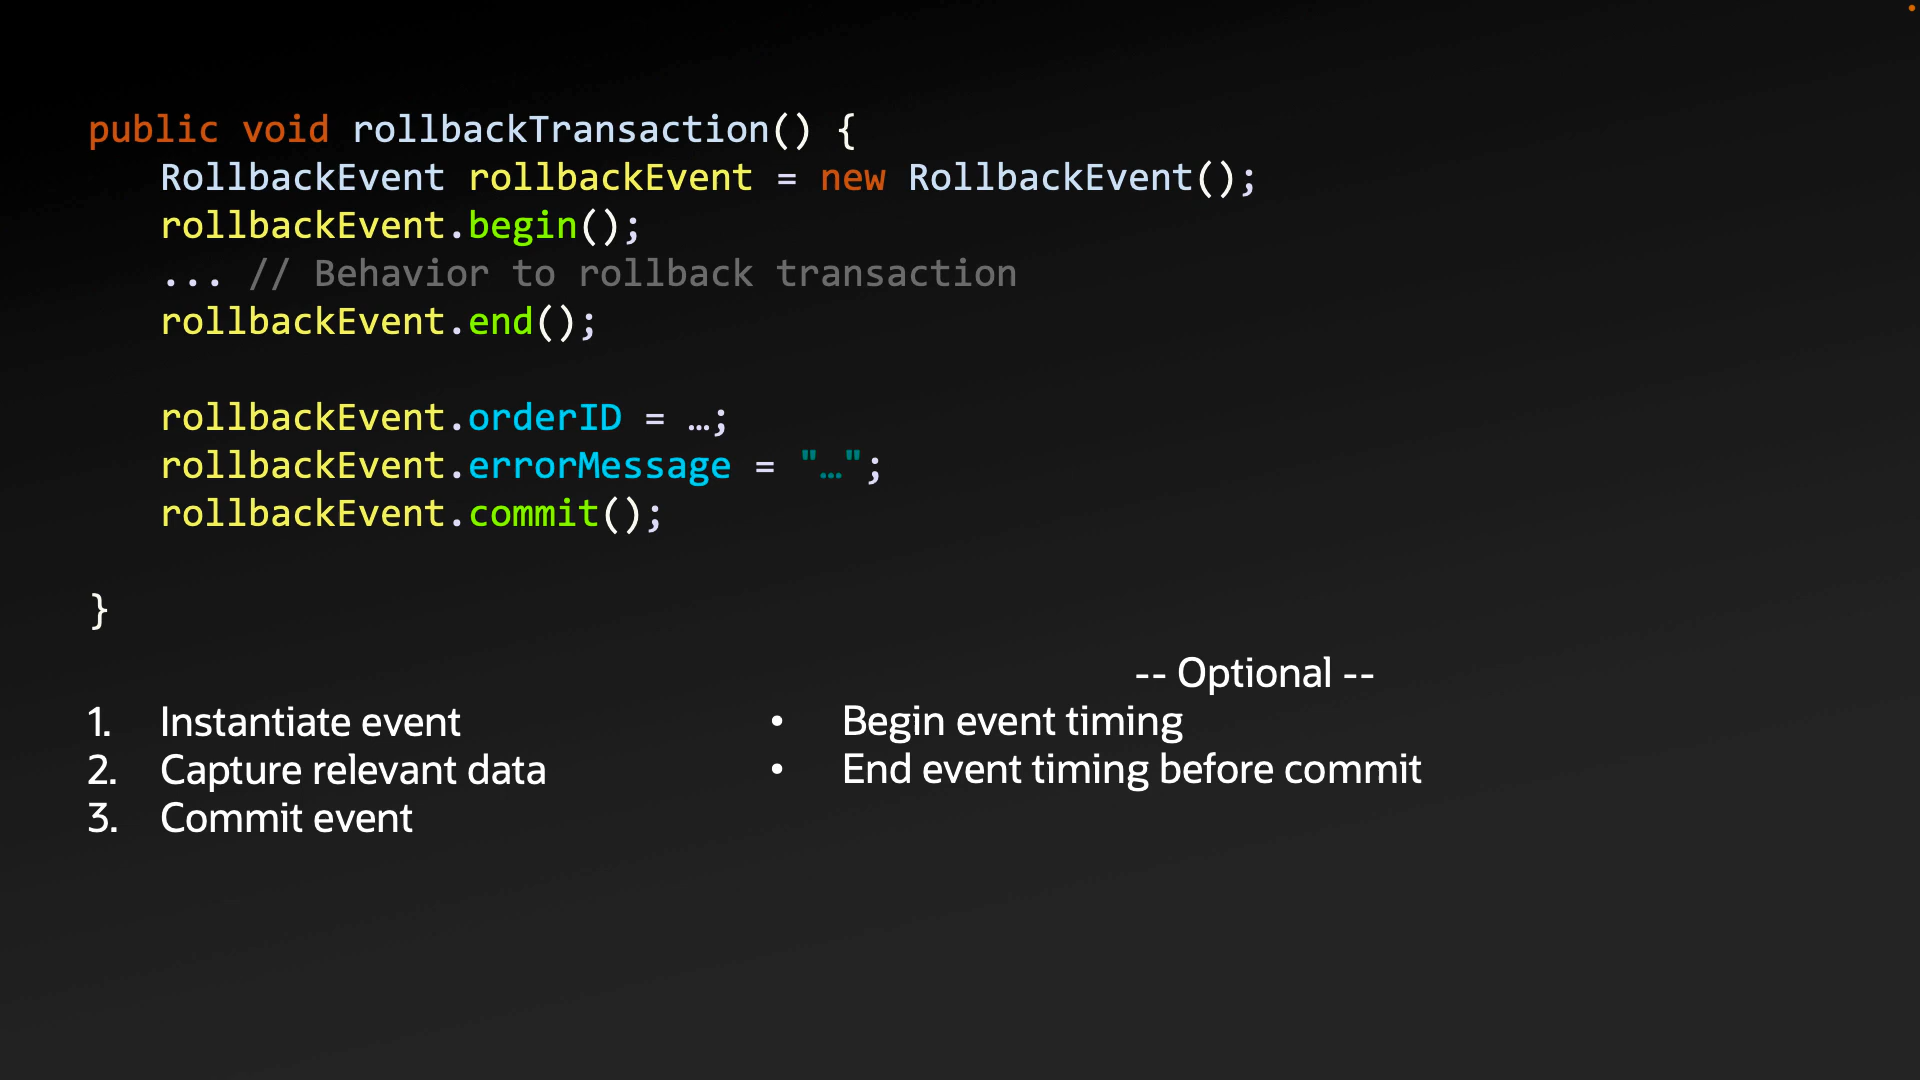 public void rollbackTransaction() {
    RollbackEvent rollbackEvent = new RollbackEvent();
    rollbackEvent.begin();
    ... // Behavior to rollback transaction
    rollbackEvent.end();
    rollbackEvent.orderID = …;
    rollbackEvent.errorMessage = "…";
    rollbackEvent.commit();
}
1. Instantiate event
2. Capture relevant data
3. Commit event
-- Optional --
• Begin event timing
• End event timing before commit